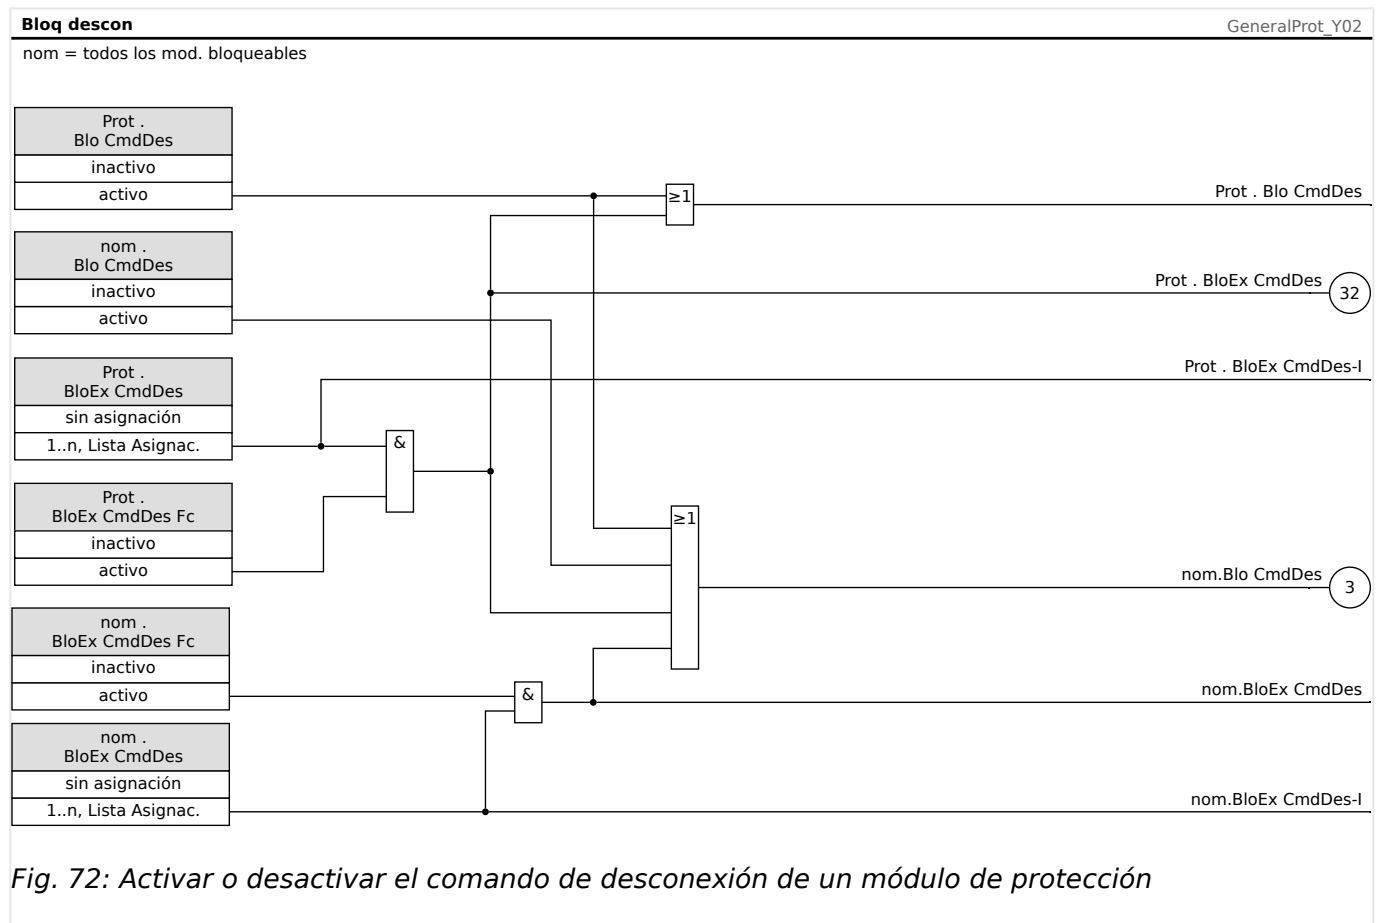 Bloq descon
GeneralProt_Y02
nom = todos los mod. bloqueables
Prot .
Blo CmdDes
inactivo
activo
≥1
Prot . Blo CmdDes
nom .
Blo CmdDes
inactivo
activo
Prot . BloEx CmdDes
32
Prot .
BloEx CmdDes
sin asignación
1..n, Lista Asignac.
&
Prot . BloEx CmdDes-I
Prot .
BloEx CmdDes Fc
inactivo
activo
≥1
nom.Blo CmdDes
3
nom .
BloEx CmdDes Fc
inactivo
activo
&
nom.BloEx CmdDes
nom .
BloEx CmdDes
sin asignación
1..n, Lista Asignac.
nom.BloEx CmdDes-I
Fig. 72: Activar o desactivar el comando de desconexión de un módulo de protección